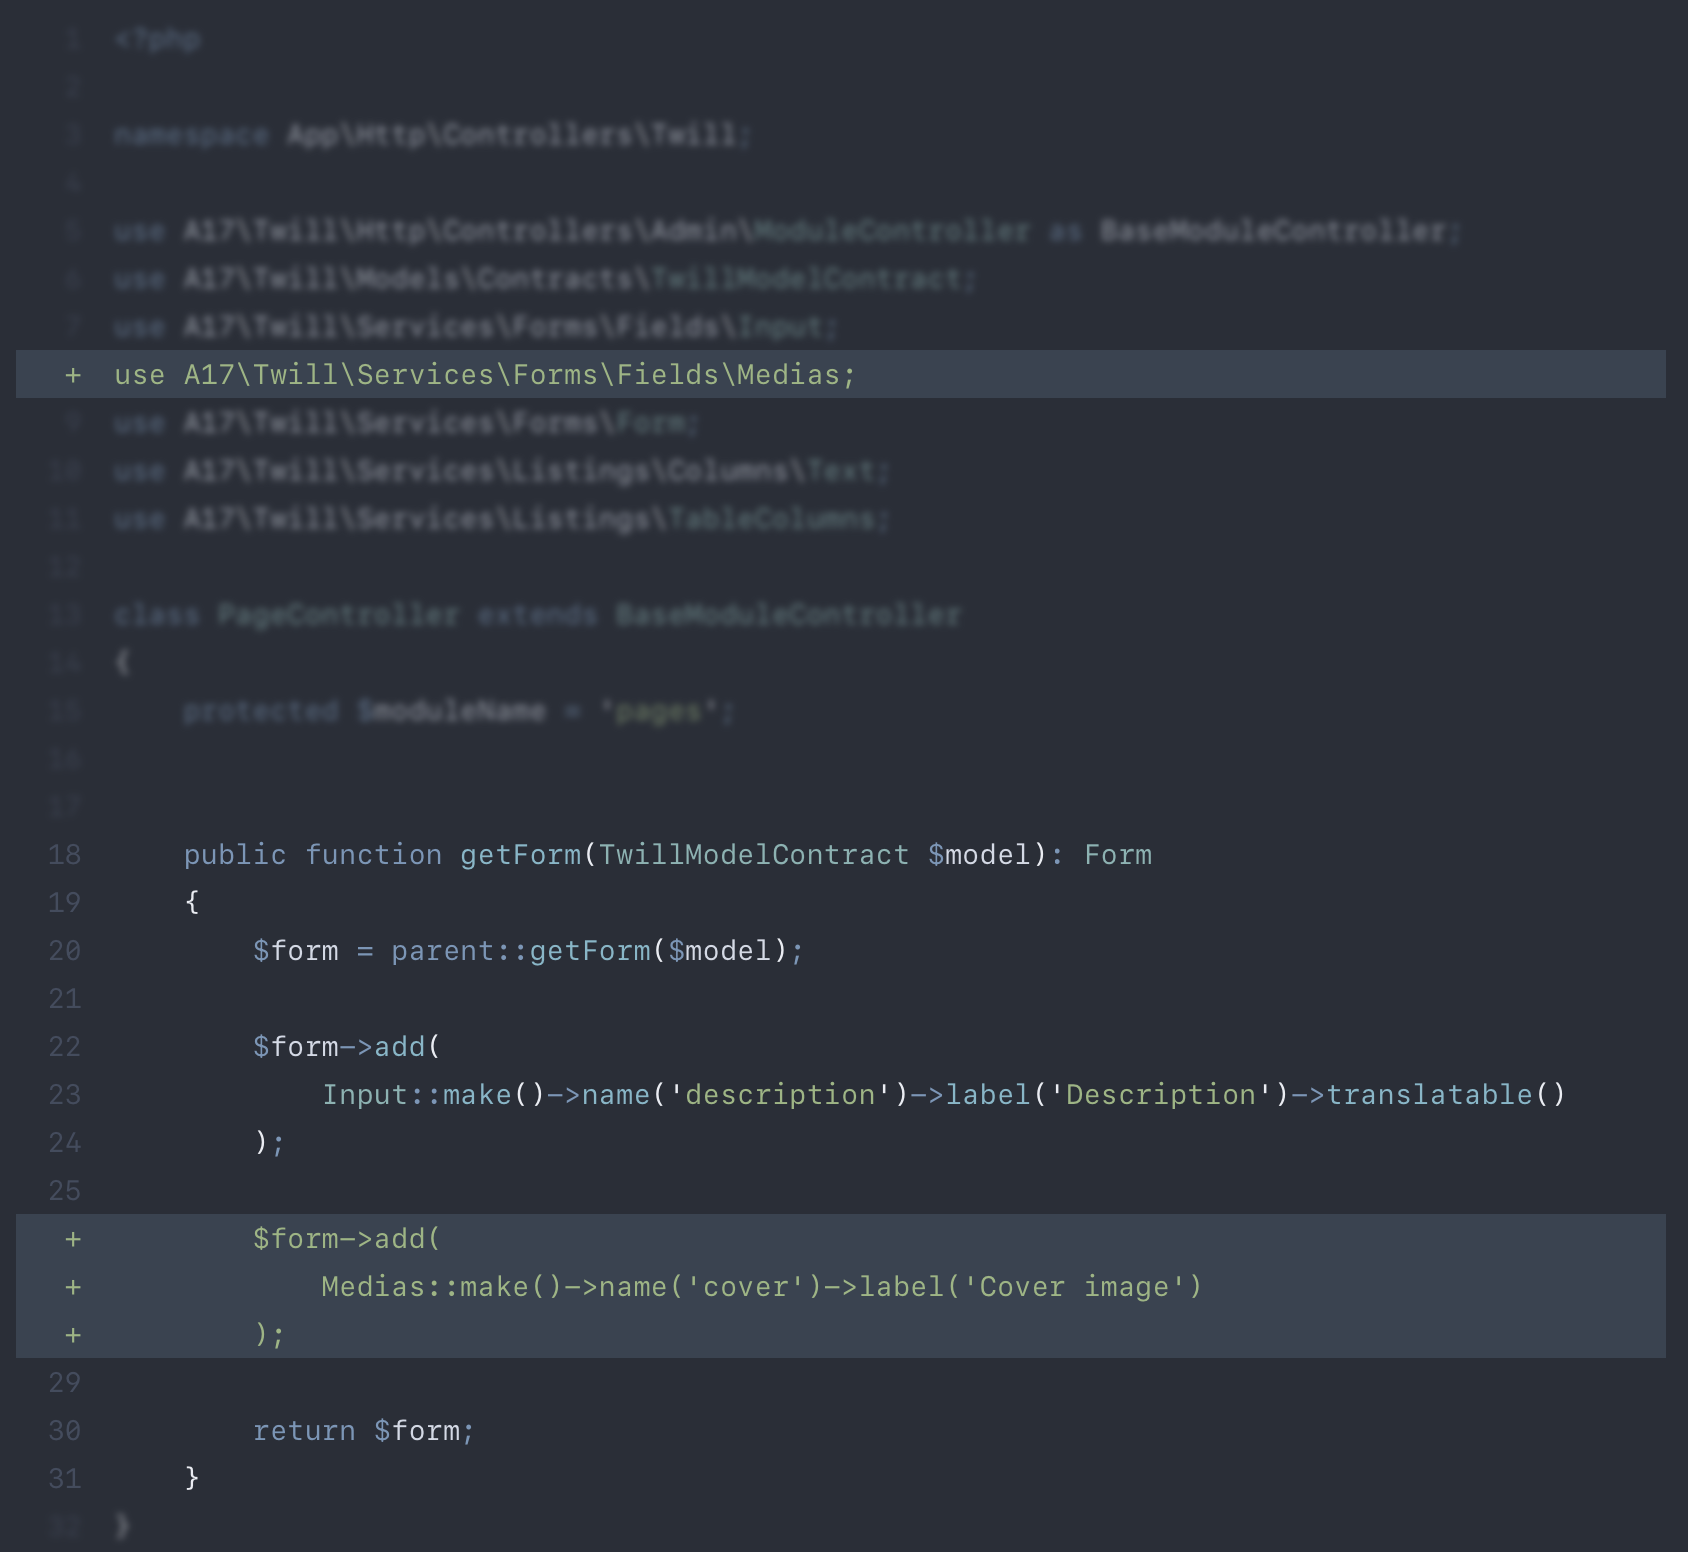 1 <?php
2
3 namespace App\Http\Controllers\Twill;
4
5 use A17\Twill\Http\Controllers\Admin\ModuleController as BaseModuleController;
6 use A17\Twill\Models\Contracts\TwillModelContract;
7 use A17\Twill\Services\Forms\Fields\Input;
+ use A17\Twill\Services\Forms\Fields\Medias;
9 use A17\Twill\Services\Forms\Form;
10 use A17\Twill\Services\Listings\Columns\Text;
11 use A17\Twill\Services\Listings\TableColumns;
12
13 class PageController extends BaseModuleController
14 {
15     protected $moduleName = 'pages';
16
17
18     public function getForm(TwillModelContract $model): Form
19     {
20         $form = parent::getForm($model);
21
22         $form->add(
23             Input::make()->name('description')->label('Description')->translatable()
24         );
25
+         $form->add(
+             Medias::make()->name('cover')->label('Cover image')
+         );
29
30         return $form;
31     }
32 }